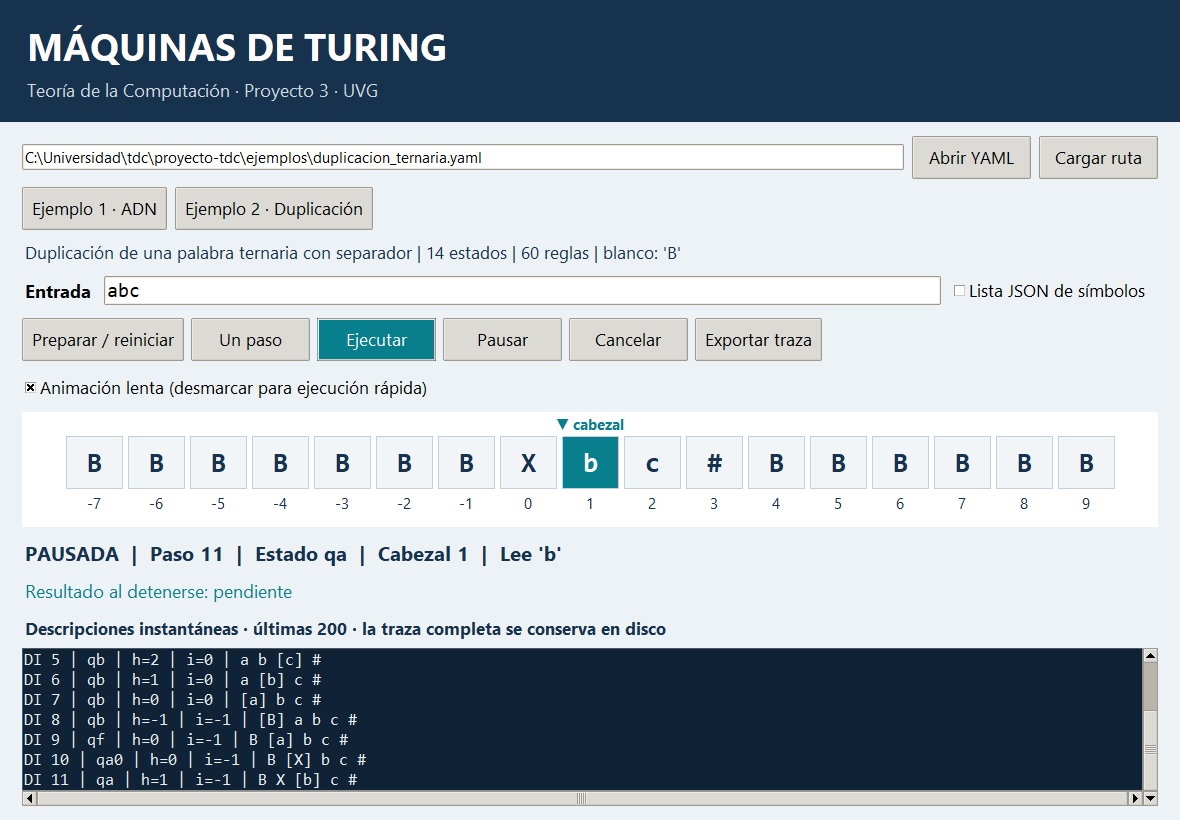 MÁQUINAS DE TURING
Teoría de la Computación · Proyecto 3 · UVG
C:\Universidad\tdc\proyecto-tdc\ejemplos\duplicacion_ternaria.yaml Abrir YAML Cargar ruta
Ejemplo 1 · ADN Ejemplo 2 · Duplicación
Duplicación de una palabra ternaria con separador | 14 estados | 60 reglas | blanco: 'B'
Entrada abc Lista JSON de símbolos
Preparar / reiniciar Un paso Ejecutar Pausar Cancelar Exportar traza
Animación lenta (desmarcar para ejecución rápida)
▼ cabezal
B B B B B B B X b c # B B B B B B
-7 -6 -5 -4 -3 -2 -1 0 1 2 3 4 5 6 7 8 9
PAUSADA | Paso 11 | Estado qa | Cabezal 1 | Lee 'b'
Resultado al detenerse: pendiente
Descripciones instantáneas · últimas 200 · la traza completa se conserva en disco
DI 5 | qb | h=2 | i=0 | a b [c] #
DI 6 | qb | h=1 | i=0 | a [b] c #
DI 7 | qb | h=0 | i=0 | [a] b c #
DI 8 | qb | h=-1 | i=-1 | [B] a b c #
DI 9 | qf | h=0 | i=-1 | B [a] b c #
DI 10 | qa0 | h=0 | i=-1 | B [X] b c #
DI 11 | qa | h=1 | i=-1 | B X [b] c #